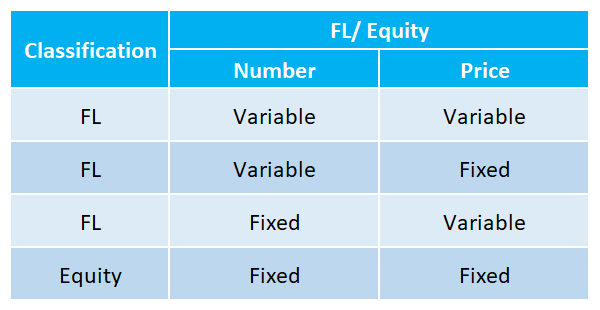 Classification FL/ Equity
Number Price
FL Variable Variable
FL Variable Fixed
FL Fixed Variable
Equity Fixed Fixed